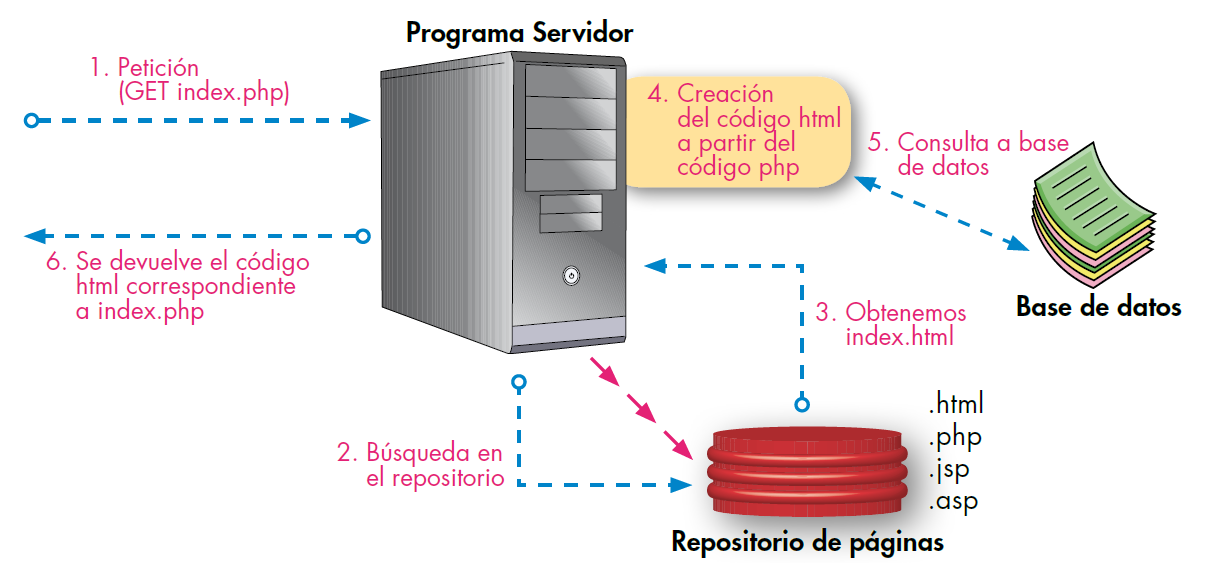 Programa Servidor
1. Petición
(GET index.php)
4. Creación
del código html
a partir del
código php
5. Consulta a base
de datos
6. Se devuelve el código
html correspondiente
a index.php
Base de datos
3. Obtenemos
index.html
2. Búsqueda en
el repositorio
.html
.php
.jsp
.asp
Repositorio de páginas